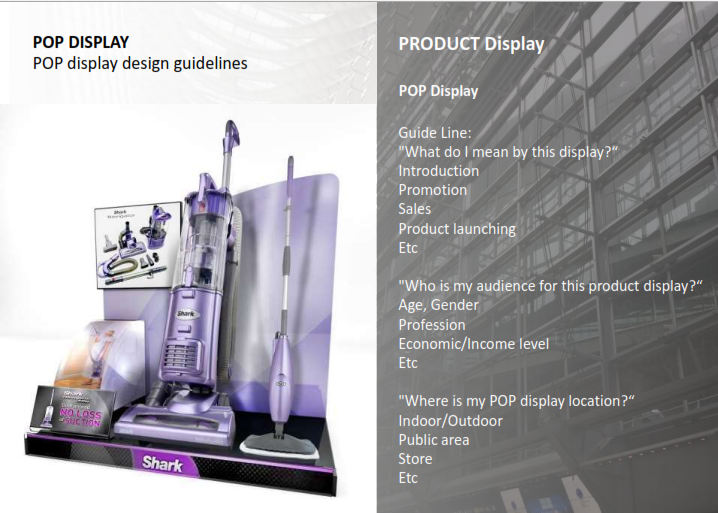 POP DISPLAY
POP display design guidelines
Shark
Navigator
Shark
Shark
NO LOSS
OF SUCTION
Shark
PRODUCT Display
POP Display
Guide Line:
"What do I mean by this display?“
Introduction
Promotion
Sales
Product launching
Etc
"Who is my audience for this product display?“
Age, Gender
Profession
Economic/Income level
Etc
"Where is my POP display location?“
Indoor/Outdoor
Public area
Store
Etc